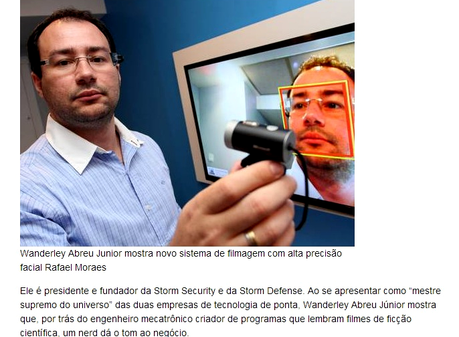 Wanderley Abreu Junior mostra novo sistema de filmagem com alta precisão
facial Rafael Moraes
Ele é presidente e fundador da Storm Security e da Storm Defense. Ao se apresentar como “mestre
supremo do universo” das duas empresas de tecnologia de ponta, Wanderley Abreu Júnior mostra
que, por trás do engenheiro mecatrônico criador de programas que lembram filmes de ficção
científica, um nerd dá o tom ao negócio.